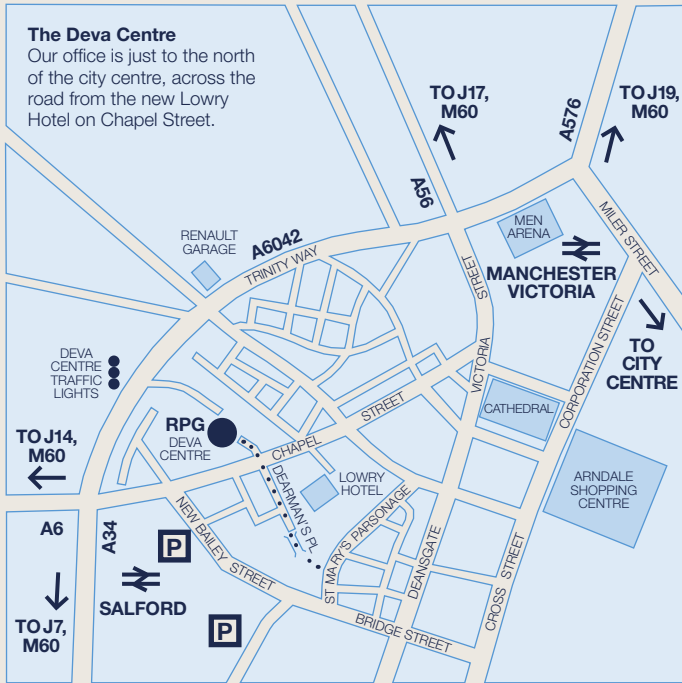 The Deva Centre
Our office is just to the north
of the city centre, across the
road from the new Lowry
Hotel on Chapel Street.
TO J17,
M60
A576
TO J19,
M60
A56
MEN
ARENA
MILER STREET
RENAULT
GARAGE
A6042
TRINITY WAY
STREET
VICTORIA
MANCHESTER
VICTORIA
CORPORATION STREET
TO
CITY
CENTRE
DEVA
CENTRE
TRAFFIC
LIGHTS
RPG
DEVA
CENTRE
CHAPEL
STREET
CATHEDRAL
TO J14,
M60
DEARMAN'S PL
LOWRY
HOTEL
ARNDALE
SHOPPING
CENTRE
A6
A34
NEW BAILEY STREET
P
ST MARY'S PARSONAGE
DEANSGATE
CROSS STREET
SALFORD
TO J7,
M60
P
BRIDGE STREET